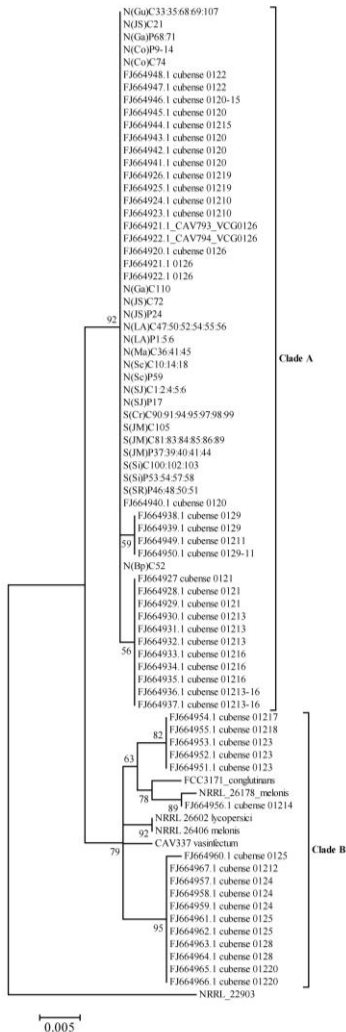 N(Gu)C33:35:68:69:107
N(JS)C21
N(Ga)P68:71
N(Co)P9-14
N(Co)C74
FJ664948.1 cubense 0122
FJ664947.1 cubense 0122
FJ664946.1 cubense 0120-15
FJ664945.1 cubense 0120
FJ664944.1 cubense 01215
FJ664943.1 cubense 0120
FJ664942.1 cubense 0120
FJ664941.1 cubense 0120
FJ664926.1 cubense 01219
FJ664925.1 cubense 01219
FJ664924.1 cubense 01210
FJ664923.1 cubense 01210
FJ664921.1_CAV793_VCG0126
FJ664922.1_CAV794_VCG0126
FJ664920.1 cubense 0126
FJ664921.1 0126
FJ664922.1 0126
N(Ga)C110
N(JS)C72
N(JS)P24
92
N(LA)C47:50:52:54:55:56
N(LA)P1:5:6
N(Ma)C36:41:45
Clade A
N(Sc)C10:14:18
N(Sc)P59
N(SJ)C1:2:4:5:6
N(SJ)P17
S(Cr)C90:91:94:95:97:98:99
S(JM)C105
S(JM)C81:83:84:85:86:89
S(JM)P37:39:40:41:44
S(Si)C100:102:103
S(Si)P53:54:57:58
S(SR)P46:48:50:51
FJ664940.1 cubense 0120
FJ664938.1 cubense 0129
FJ664939.1 cubense 0129
59
FJ664949.1 cubense 01211
FJ664950.1 cubense 0129-11
N(Bp)C52
FJ664927 cubense 0121
FJ664928.1 cubense 0121
FJ664929.1 cubense 0121
FJ664930.1 cubense 01213
FJ664931.1 cubense 01213
FJ664932.1 cubense 01213
56
FJ664933.1 cubense 01216
FJ664934.1 cubense 01216
FJ664935.1 cubense 01216
FJ664936.1 cubense 01213-16
FJ664937.1 cubense 01213-16
FJ664954.1 cubense 01217
FJ664955.1 cubense 01218
82
FJ664953.1 cubense 0123
FJ664952.1 cubense 0123
63
FJ664951.1 cubense 0123
FCC3171_conglutinans
78
NRRL_26178_melonis
89
FJ664956.1 cubense 01214
NRRL 26602 lycopersici
92
NRRL 26406 melonis
79
CAV337 vasinfectum
Clade B
FJ664960.1 cubense 0125
FJ664967.1 cubense 01212
FJ664957.1 cubense 0124
FJ664958.1 cubense 0124
FJ664959.1 cubense 0124
95
FJ664961.1 cubense 0125
FJ664962.1 cubense 0125
FJ664963.1 cubense 0128
FJ664964.1 cubense 0128
FJ664965.1 cubense 01220
FJ664966.1 cubense 01220
NRRL_22903
0.005